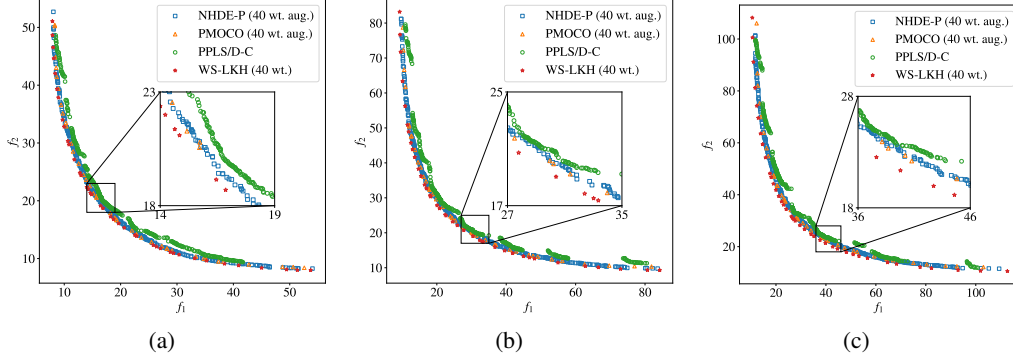 50
40
30
20
10
f₂
10 20 30 40 50
f₁
NHDE-P (40 wt. aug.)
PMOCO (40 wt. aug.)
PPLS/D-C
WS-LKH (40 wt.)
23
18
14 19
(a)
80
70
60
50
40
30
20
10
f₂
20 40 60 80
f₁
NHDE-P (40 wt. aug.)
PMOCO (40 wt. aug.)
PPLS/D-C
WS-LKH (40 wt.)
25
17
27 35
(b)
100
80
60
40
20
f₂
20 40 60 80 100
f₁
NHDE-P (40 wt. aug.)
PMOCO (40 wt. aug.)
PPLS/D-C
WS-LKH (40 wt.)
28
18
36 46
(c)